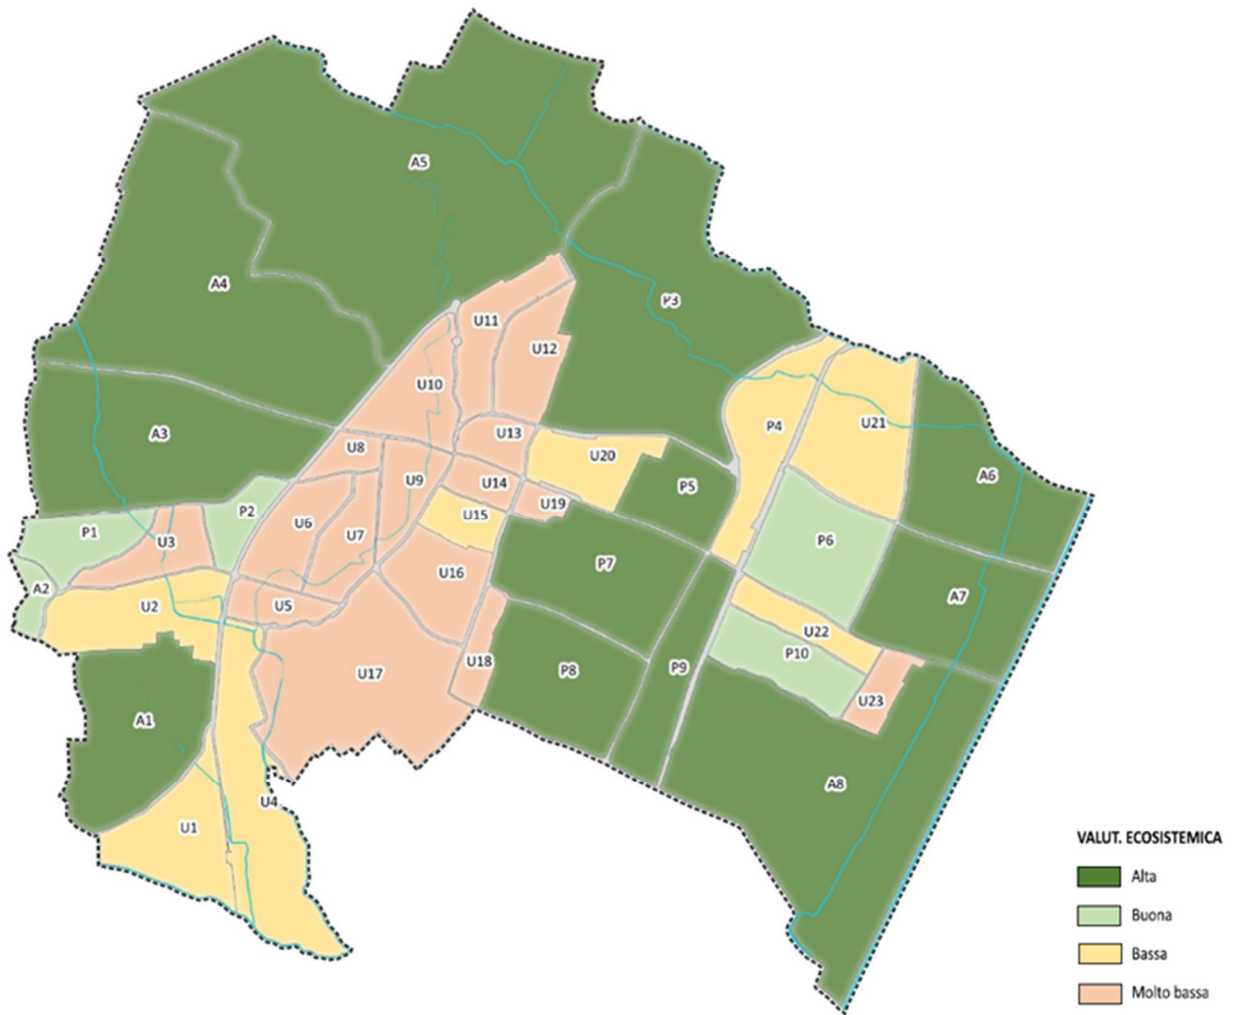 A5
A4
P3
U11
U12
U10
P4
U21
A3
U13
U8
U20
A6
U9
U14
P5
U19
P2
U15
U6
P1
U7
U3
P6
P7
U16
A2
A7
U2
U5
U22
P10
U18
P9
P8
U17
U23
A1
A8
U4
U1
VALUT. ECOSISTEMICA
Alta
Buona
Bassa
Molto bassa